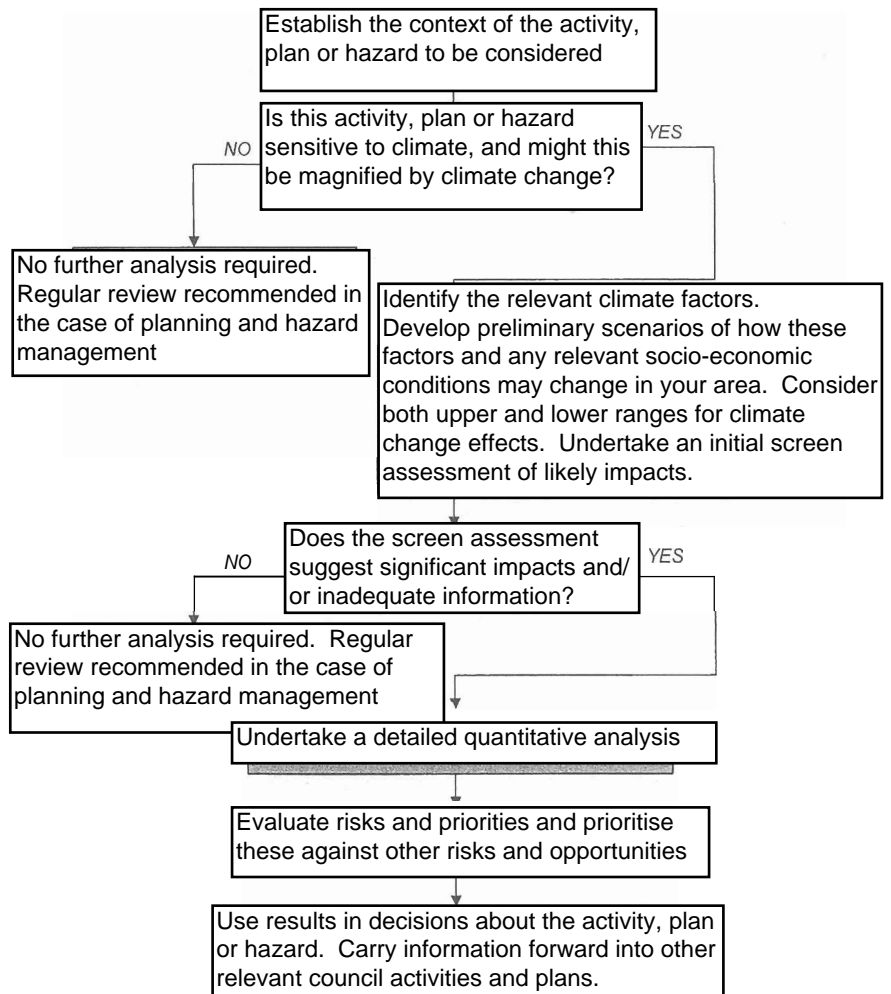 Establish the context of the activity,
plan or hazard to be considered
Is this activity, plan or hazard
sensitive to climate, and might this
be magnified by climate change?
NO
YES
No further analysis required.
Regular review recommended in
the case of planning and hazard
management
Identify the relevant climate factors.
Develop preliminary scenarios of how these
factors and any relevant socio-economic
conditions may change in your area.  Consider
both upper and lower ranges for climate
change effects.  Undertake an initial screen
assessment of likely impacts.
Does the screen assessment
suggest significant impacts and/
or inadequate information?
NO
YES
No further analysis required.  Regular
review recommended in the case of
planning and hazard management
Undertake a detailed quantitative analysis
Evaluate risks and priorities and prioritise
these against other risks and opportunities
Use results in decisions about the activity, plan
or hazard.  Carry information forward into other
relevant council activities and plans.